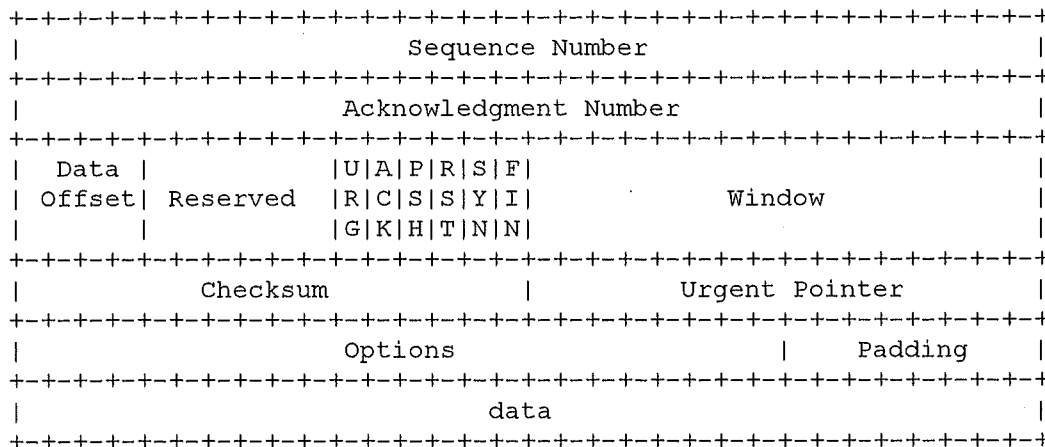 +-+-+-+-+-+-+-+-+-+-+-+-+-+-+-+-+-+-+-+-+-+-+-+-+-+-+-+-+-+-+-+-+
|                        Sequence Number                        |
+-+-+-+-+-+-+-+-+-+-+-+-+-+-+-+-+-+-+-+-+-+-+-+-+-+-+-+-+-+-+-+-+
|                    Acknowledgment Number                      |
+-+-+-+-+-+-+-+-+-+-+-+-+-+-+-+-+-+-+-+-+-+-+-+-+-+-+-+-+-+-+-+-+
|  Data |           |U|A|P|R|S|F|                               |
| Offset| Reserved  |R|C|S|S|Y|I|            Window             |
|       |           |G|K|H|T|N|N|                               |
+-+-+-+-+-+-+-+-+-+-+-+-+-+-+-+-+-+-+-+-+-+-+-+-+-+-+-+-+-+-+-+-+
|           Checksum            |         Urgent Pointer        |
+-+-+-+-+-+-+-+-+-+-+-+-+-+-+-+-+-+-+-+-+-+-+-+-+-+-+-+-+-+-+-+-+
|                    Options                    |    Padding    |
+-+-+-+-+-+-+-+-+-+-+-+-+-+-+-+-+-+-+-+-+-+-+-+-+-+-+-+-+-+-+-+-+
|                             data                              |
+-+-+-+-+-+-+-+-+-+-+-+-+-+-+-+-+-+-+-+-+-+-+-+-+-+-+-+-+-+-+-+-+